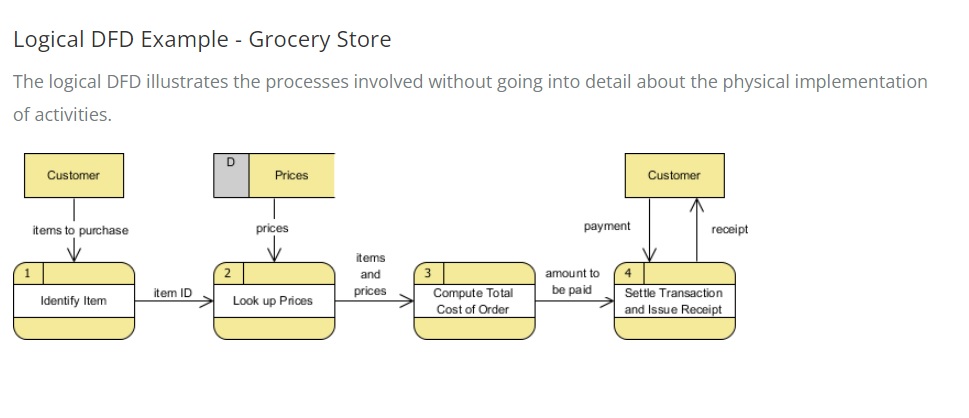 Logical DFD Example - Grocery Store
The logical DFD illustrates the processes involved without going into detail about the physical implementation
of activities.
Customer
D
Prices
Customer
items to purchase
prices
payment
receipt
1
Identify Item
item ID
2
Look up Prices
items
and
prices
3
Compute Total
Cost of Order
amount to
be paid
4
Settle Transaction
and Issue Receipt